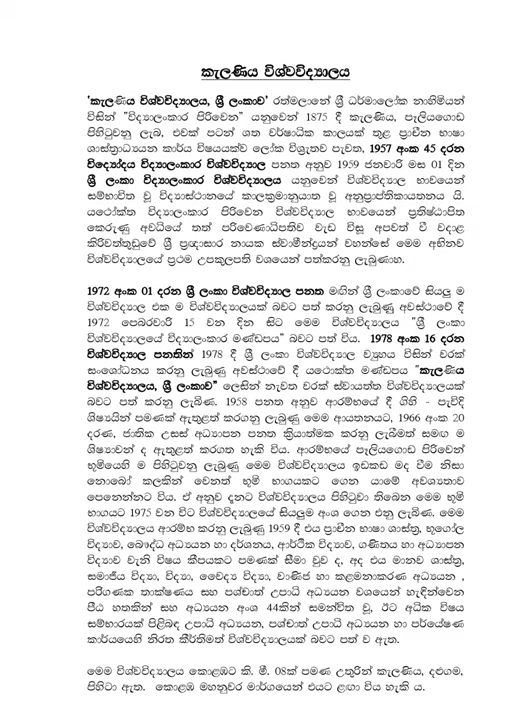 කැලණිය විශ්වවිද්‍යාලය
'කැලණිය විශ්වවිද්‍යාලය, ශ්‍රී ලංකාව' රත්මලානේ ශ්‍රී ධර්මාලෝක නාහිමියන්
විසින් "විද්‍යාලංකාර පිරිවෙන" යනුවෙන් 1875 දී කැලණිය, පෑලියගොඩ
පිහිටුවනු ලැබ, එවක් පටන් ශත වර්ෂාධික කාලයක් තුළ ප්‍රාචීන භාෂා
ශාස්ත්‍රාධ්‍යයන කාර්ය විෂයයක්ව ලෝක විශ්‍රුතව පැවත, 1957 අංක 45 දරන
විද්‍යෝදය විද්‍යාලංකාර විශ්වවිද්‍යාල පනත අනුව 1959 ජනවාරි මස 01 දින
ශ්‍රී ලංකා විද්‍යාලංකාර විශ්වවිද්‍යාලය යනුවෙන් විශ්වවිද්‍යාල භාවයෙන්
සම්භාවිත වූ විද්‍යාස්ථානයේ කාලක්‍රමානුයාත වූ අනුප්‍රාප්තිකායතනය යි.
යථෝක්ත විද්‍යාලංකාර පිරිවෙන විශ්වවිද්‍යාල භාවයෙන් ප්‍රතිෂ්ඨාපිත
කෙරුණු අවධියේ තත් පරිවෙණාධිපතිව වැඩ විසූ අපවත් වී වදාළ
කිරිවත්තුඩුවේ ශ්‍රී ප්‍රඥාසාර නායක ස්වාමීන්ද්‍රයන් වහන්සේ මෙම අභිනව
විශ්වවිද්‍යාලයේ ප්‍රථම උපකුලපති වශයෙන් පත්කරනු ලැබුණාහ.
1972 අංක 01 දරන ශ්‍රී ලංකා විශ්වවිද්‍යාල පනත මඟින් ශ්‍රී ලංකාවේ සියලු ම
විශ්වවිද්‍යාල එක ම විශ්වවිද්‍යාලයක් බවට පත් කරනු ලැබුණු අවස්ථාවේ දී
1972 පෙබරවාරි 15 වන දින සිට මෙම විශ්වවිද්‍යාලය "ශ්‍රී ලංකා
විශ්වවිද්‍යාලයේ විද්‍යාලංකාර මණ්ඩපය" බවට පත් විය. 1978 අංක 16 දරන
විශ්වවිද්‍යාල පනතින් 1978 දී ශ්‍රී ලංකා විශ්වවිද්‍යාල ව්‍යුහය විසින් වරක්
සංශෝධනය කරනු ලැබුණු අවස්ථාවේ දී යථොක්ත මණ්ඩපය "කැලණිය
විශ්වවිද්‍යාලය, ශ්‍රී ලංකාව" ලෙසින් නැවත වරක් ස්වායත්ත විශ්වවිද්‍යාලයක්
බවට පත් කරනු ලැබිණ. 1958 පනත අනුව ආරම්භයේ දී ගිහි - පැවිදි
ශිෂ්‍යයින් පමණක් ඇතුළත් කරගනු ලැබුණු මෙම ආයතනයට, 1966 අංක 20
දරණ, ජාතික උසස් අධ්‍යාපන පනත ක්‍රියාත්මක කරනු ලැබීමත් සමඟ ම
ශිෂ්‍යාවන් ද ඇතුළත් කරගත හැකි විය. ආරම්භයේ පෑලියගොඩ පිරිවෙන්
භූමියෙහි ම පිහිටුවනු ලැබුණු මෙම විශ්වවිද්‍යාලය ඉඩකඩ මද වීම නිසා
නොබෝ කලකින් වෙනත් භූමි භාගයකට ගෙන යාමේ අවශ්‍යතාව
පෙනෙන්නට විය. ඒ අනුව දැනට විශ්වවිද්‍යාලය පිහිටුවා තිබෙන මෙම භූමි
භාගයට 1975 වන විට විශ්වවිද්‍යාලයේ සියලුම අංශ ගෙන එනු ලැබිණ. මෙම
විශ්වවිද්‍යාලය ආරම්භ කරනු ලැබුණු 1959 දී එය ප්‍රාචීන භාෂා ශාස්ත්‍ර, භූගෝල
විද්‍යාව, බෞද්ධ අධ්‍යයන හා දර්ශනය, ආර්ථික විද්‍යාව, ගණිතය හා අධ්‍යාපන
විද්‍යාව වැනි විෂය කීපයකට පමණක් සීමා වුව ද, අද එය මානව ශාස්ත්‍ර,
සමාජීය විද්‍යා, විද්‍යා, වෛද්‍ය විද්‍යා, වාණිජ හා කළමනාකරණ අධ්‍යයන ,
පරිගණක තාක්ෂණය සහ පශ්චාත් උපාධි අධ්‍යයන වශයෙන් හැඳින්වෙන
පීඨ හතකින් සහ අධ්‍යයන අංශ 44කින් සමන්විත වූ, ඊට අධික විෂය
සම්භාරයක් පිළිබඳ උපාධි අධ්‍යයන, පශ්චාත් උපාධි අධ්‍යයන හා පර්යේෂණ
කාර්යයෙහි නිරත කීර්තිමත් විශ්වවිද්‍යාලයක් බවට පත් ව ඇත.
මෙම විශ්වවිද්‍යාලය කොළඹට කි. මී. 08ක් පමණ උතුරින් කැලණිය, දළුගම,
පිහිටා ඇත. කොළඹ මහනුවර මාර්ගයෙන් එයට ළඟා විය හැකි ය.